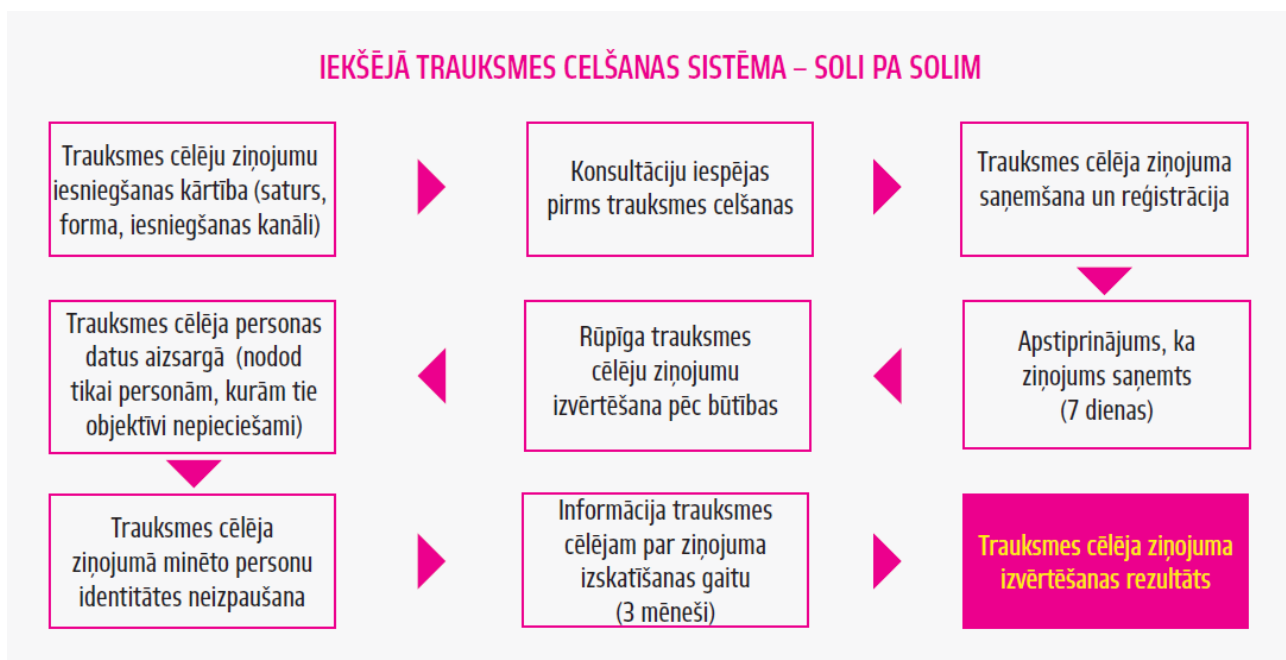 IEKŠĒJĀ TRAUKSMES CELŠANAS SISTĒMA – SOLI PA SOLIM
Trauksmes cēlēju ziņojumu
iesniegšanas kārtība (saturs,
forma, iesniegšanas kanāli)
Konsultāciju iespējas
pirms trauksmes celšanas
Trauksmes cēlēja ziņojuma
saņemšana un reģistrācija
Apstiprinājums, ka
ziņojums saņemts
(7 dienas)
Rūpīga trauksmes
cēlēju ziņojumu
izvērtēšana pēc būtības
Trauksmes cēlēja personas
datus aizsargā (nodod
tikai personām, kurām tie
objektīvi nepieciešami)
Trauksmes cēlēja
ziņojumā minēto personu
identitātes neizpaušana
Informācija trauksmes
cēlējam par ziņojuma
izskatīšanas gaitu
(3 mēneši)
Trauksmes cēlēja ziņojuma
izvērtēšanas rezultāts